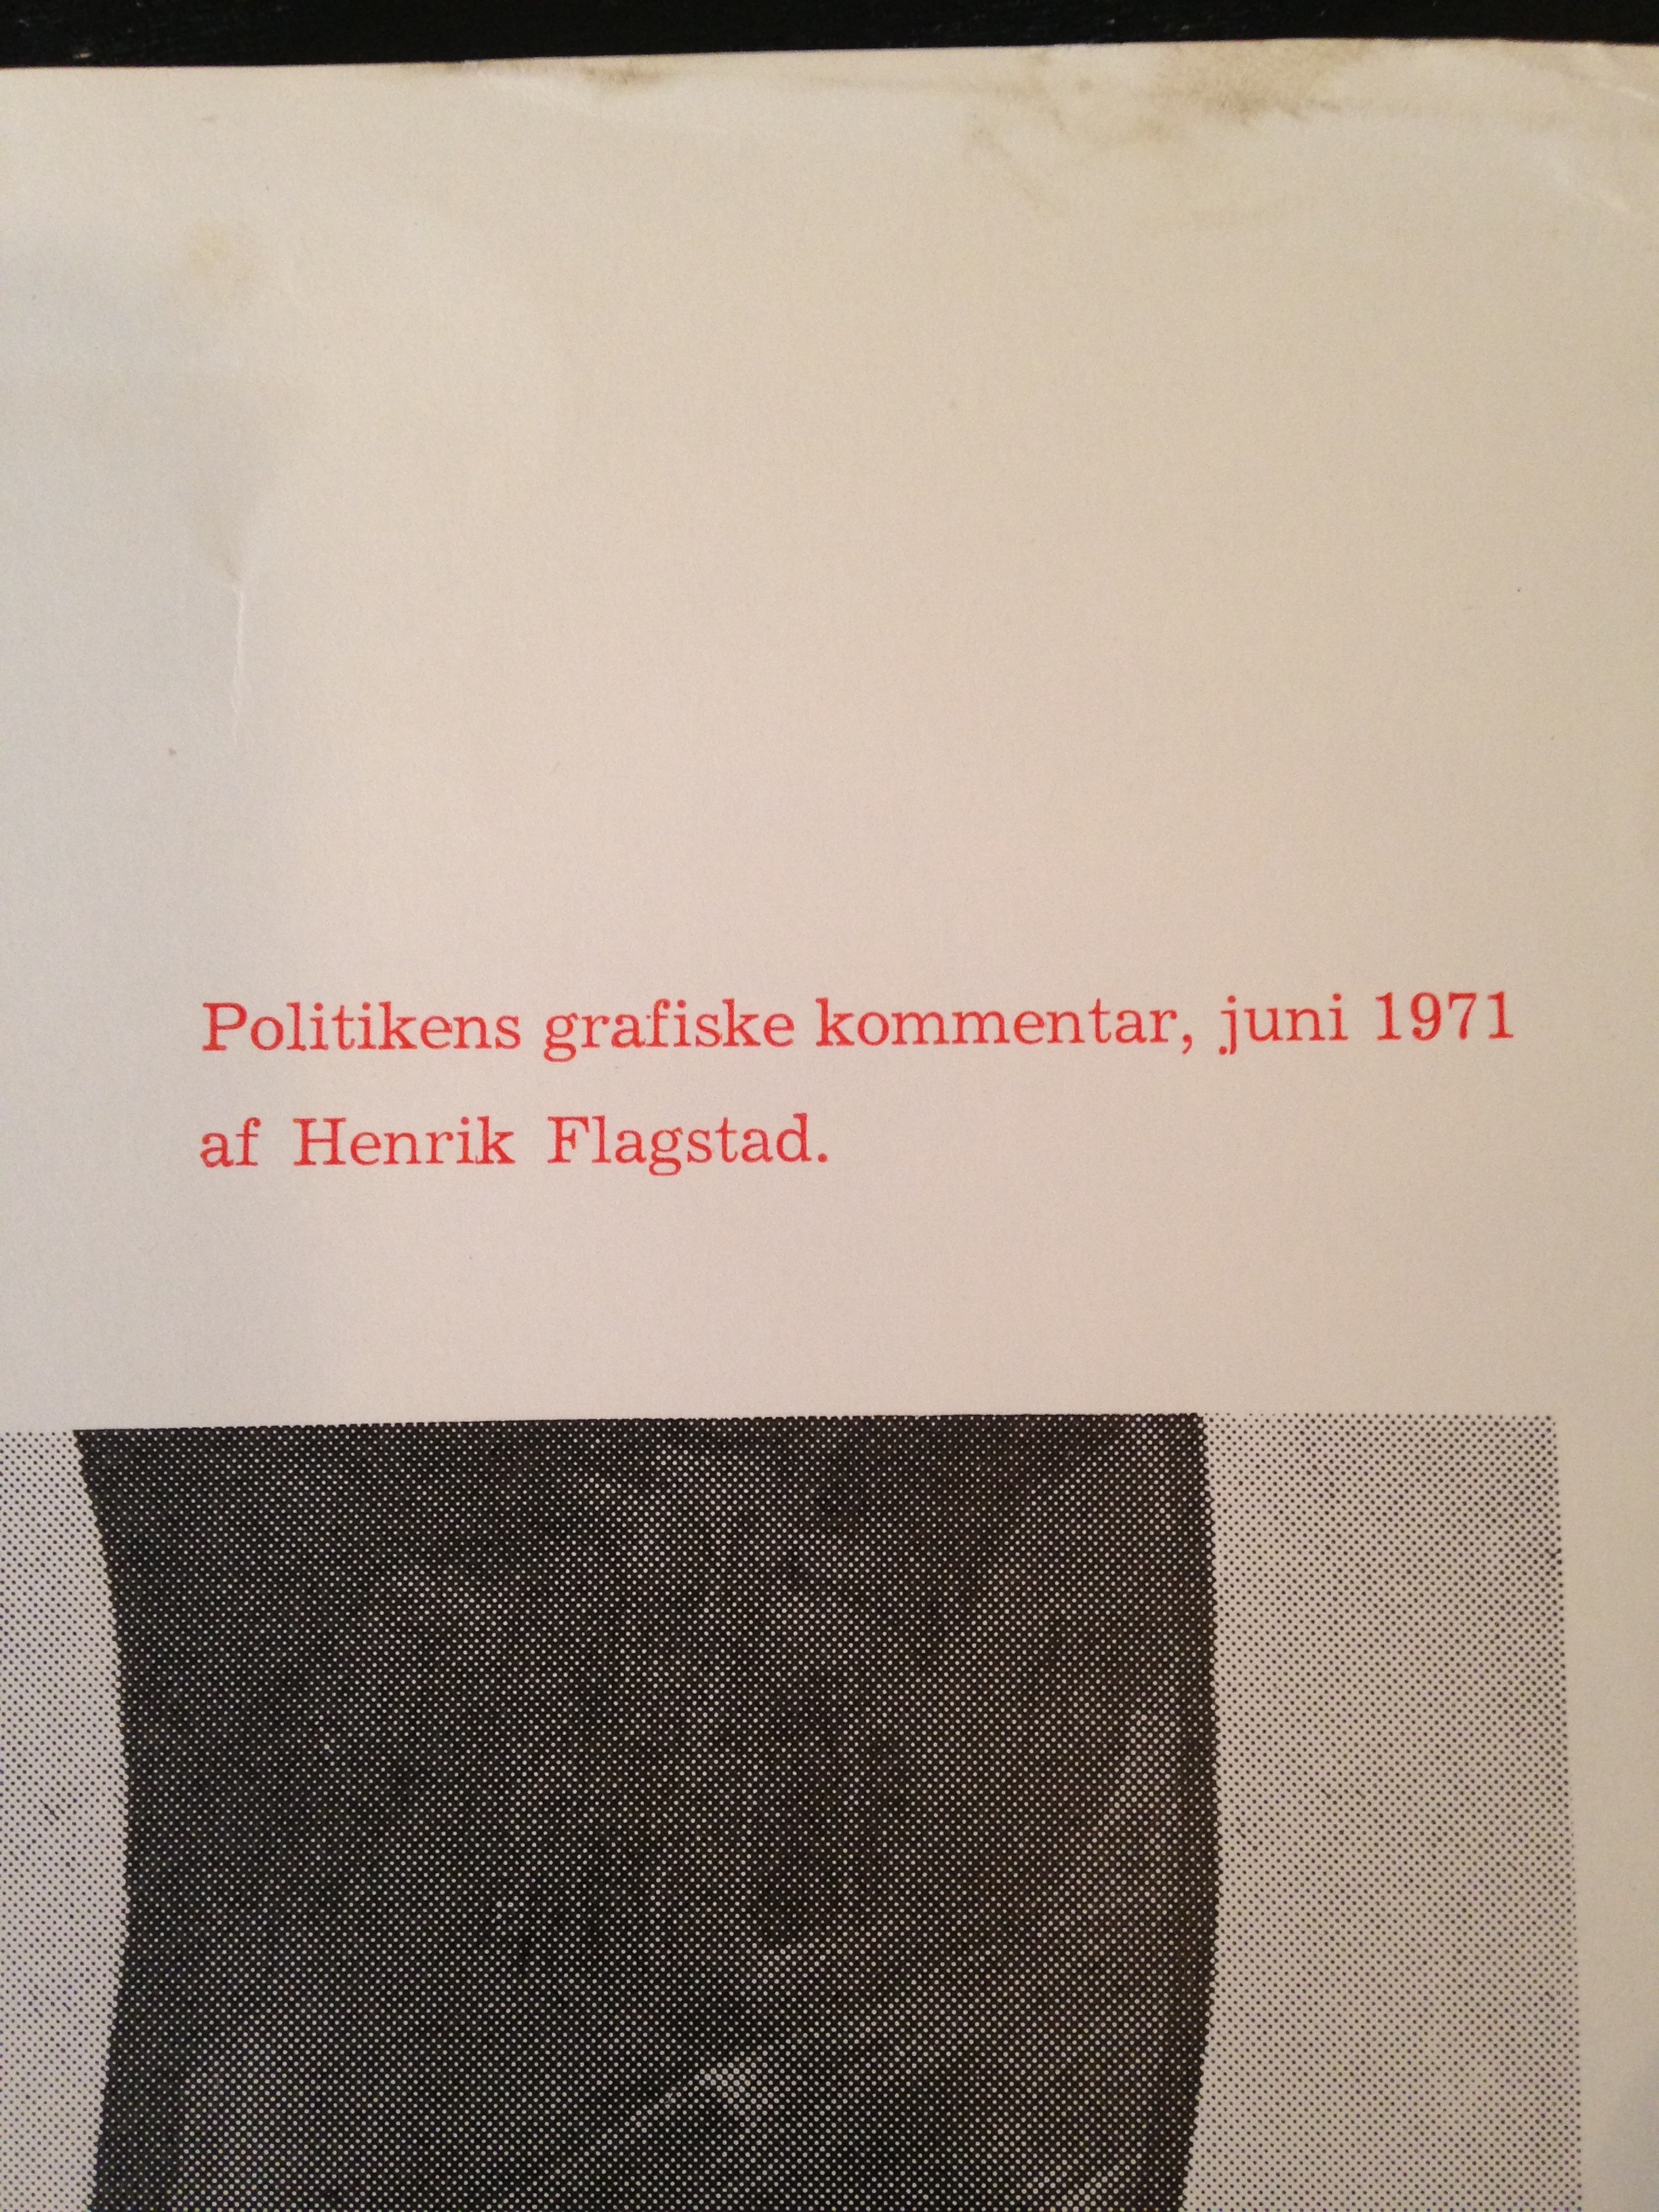 Politikens grafiske kommentar, juni 1971
af Henrik Flagstad.